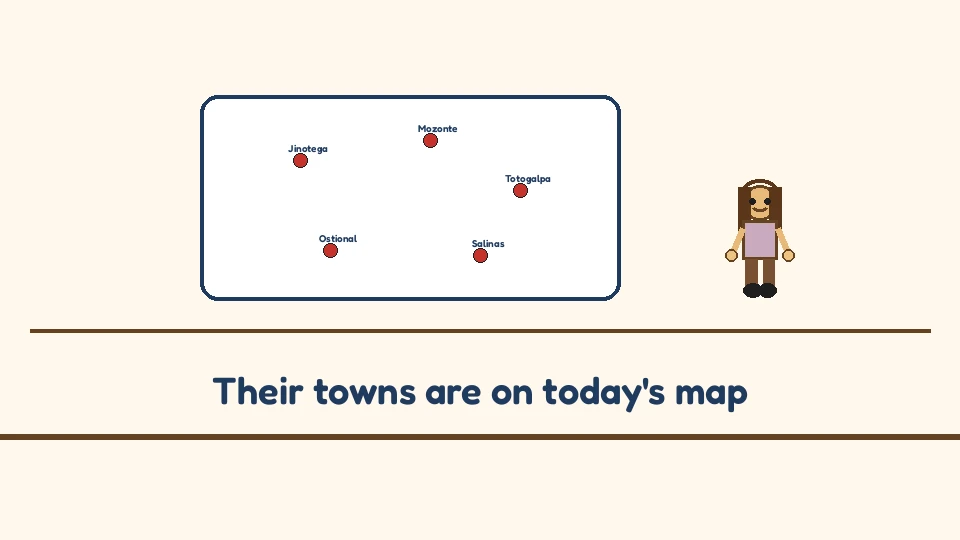 Mozonte
Jinotega
Totogalpa
Ostional
Salinas
Their towns are on today's map